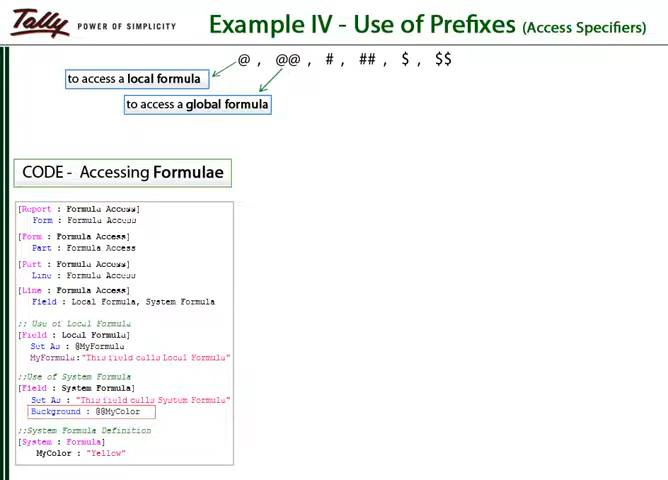 Tally POWER OF SIMPLICITY
Example IV - Use of Prefixes (Access Specifiers)
@ , @@ , # , ## , $ , $$
to access a local formula
to access a global formula
CODE - Accessing Formulae
[Report : Formula Access]
Form : Formula Access
[Form : Formula Access]
Part : Formula Access
[Part : Formula Access]
Line : Formula Access
[Line : Formula Access]
Field : Local Formula, System Formula
;; Use of Local Formula
[Field : Local Formula]
Set As : @MyFormula
MyFormula:"This field calls Local Formula"
;;Use of System Formula
[Field : System Formula]
Set As : "This field calls System Formula"
Background : @@MyColor
;;System Formula Definition
[System : Formula]
MyColor : "Yellow"